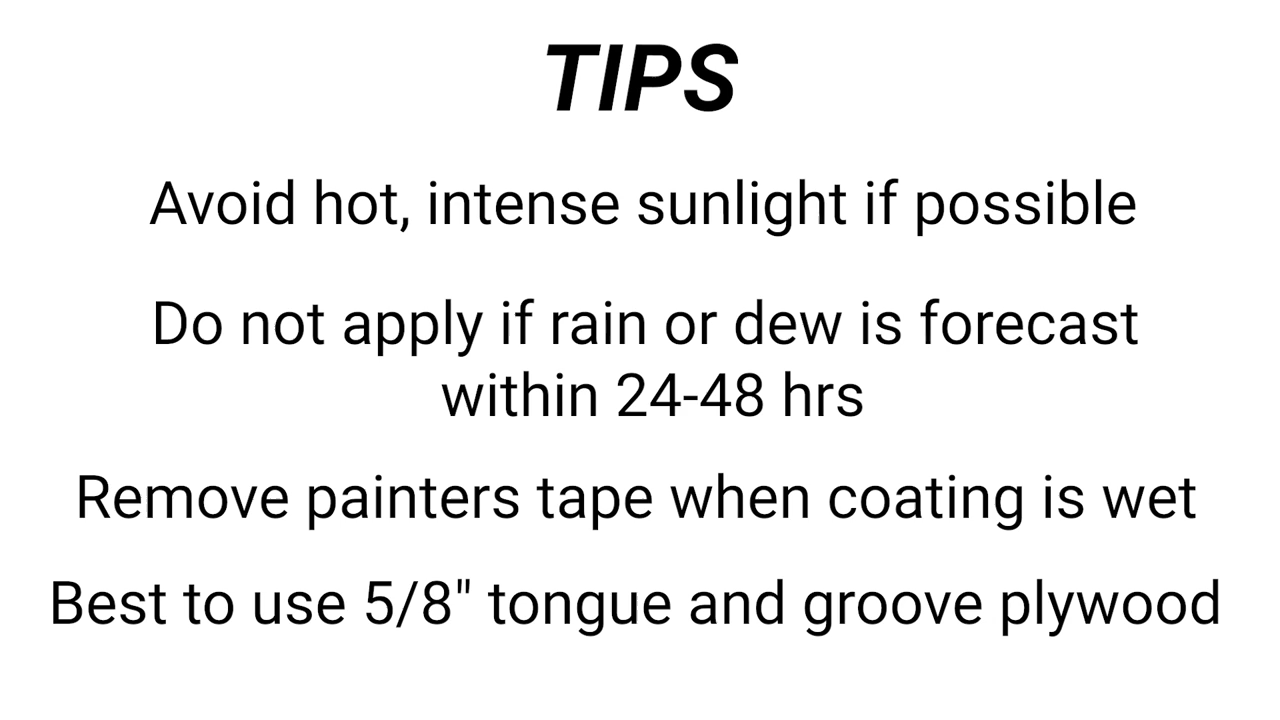 TIPS
Avoid hot, intense sunlight if possible
Do not apply if rain or dew is forecast
within 24-48 hrs
Remove painters tape when coating is wet
Best to use 5/8" tongue and groove plywood